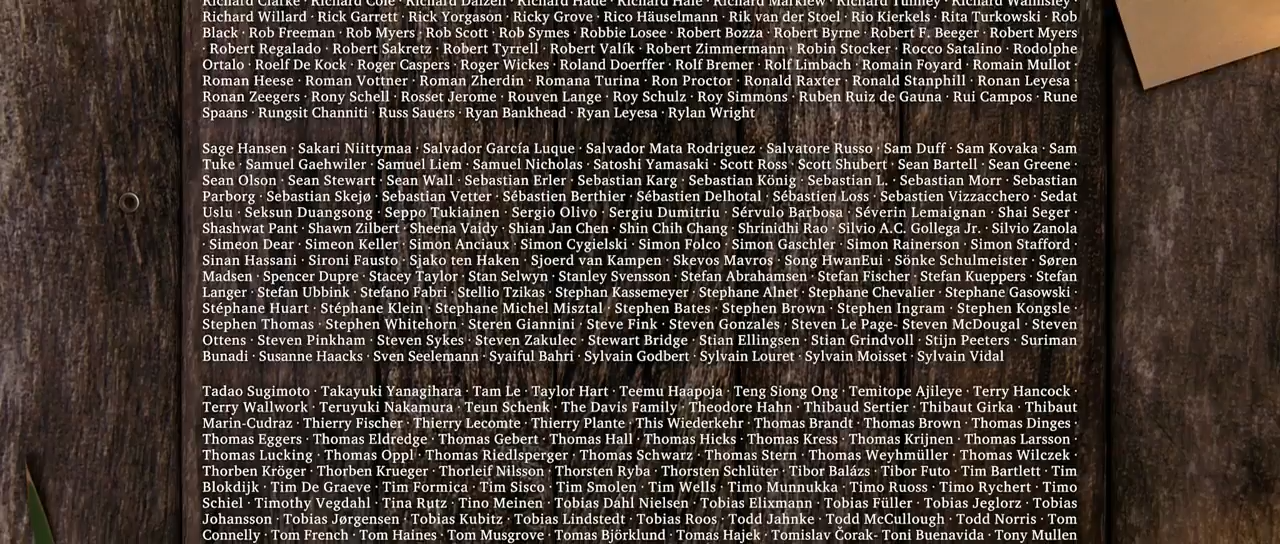 Richard Clarke · Richard Cole · Richard Dalzell · Richard Hade · Richard Hale · Richard Marklew · Richard Tunney · Richard Walmsley ·
Richard Willard · Rick Garrett · Rick Yorgason · Ricky Grove · Rico Häuselmann · Rik van der Stoel · Rio Kierkels · Rita Turkowski · Rob
Black · Rob Freeman · Rob Myers · Rob Scott · Rob Symes · Robbie Losee · Robert Bozza · Robert Byrne · Robert F. Beeger · Robert Myers
· Robert Regalado · Robert Sakretz · Robert Tyrrell · Robert Valík · Robert Zimmermann · Robin Stocker · Rocco Satalino · Rodolphe
Ortalo · Roelf De Kock · Roger Caspers · Roger Wickes · Roland Doerffer · Rolf Bremer · Rolf Limbach · Romain Foyard · Romain Mullot ·
Roman Heese · Roman Vottner · Roman Zherdin · Romana Turina · Ron Proctor · Ronald Raxter · Ronald Stanphill · Ronan Leyesa ·
Ronan Zeegers · Rony Schell · Rosset Jerome · Rouven Lange · Roy Schulz · Roy Simmons · Ruben Ruiz de Gauna · Rui Campos · Rune
Spaans · Rungsit Channiti · Russ Sauers · Ryan Bankhead · Ryan Leyesa · Rylan Wright
Sage Hansen · Sakari Niittymaa · Salvador García Luque · Salvador Mata Rodriguez · Salvatore Russo · Sam Duff · Sam Kovaka · Sam
Tuke · Samuel Gaehwiler · Samuel Liem · Samuel Nicholas · Satoshi Yamasaki · Scott Ross · Scott Shubert · Sean Bartell · Sean Greene ·
Sean Olson · Sean Stewart · Sean Wall · Sebastian Erler · Sebastian Karg · Sebastian König · Sebastian L. · Sebastian Morr · Sebastian
Parborg · Sebastian Skejø · Sebastian Vetter · Sébastien Berthier · Sébastien Delhotal · Sébastien Loss · Sebastien Vizzacchero · Sedat
Uslu · Seksun Duangsong · Seppo Tukiainen · Sergio Olivo · Sergiu Dumitriu · Sérvulo Barbosa · Séverin Lemaignan · Shai Seger ·
Shashwat Pant · Shawn Zilbert · Sheena Vaidy · Shian Jan Chen · Shin Chih Chang · Shrinidhi Rao · Silvio A.C. Gollega Jr. · Silvio Zanola
· Simeon Dear · Simeon Keller · Simon Anciaux · Simon Cygielski · Simon Folco · Simon Gaschler · Simon Rainerson · Simon Stafford ·
Sinan Hassani · Sironi Fausto · Sjako ten Haken · Sjoerd van Kampen · Skevos Mavros · Song HwanEui · Sönke Schulmeister · Søren
Madsen · Spencer Dupre · Stacey Taylor · Stan Selwyn · Stanley Svensson · Stefan Abrahamsen · Stefan Fischer · Stefan Kueppers · Stefan
Langer · Stefan Ubbink · Stefano Fabri · Stellio Tzikas · Stephan Kassemeyer · Stephane Alnet · Stephane Chevalier · Stephane Gasowski ·
Stéphane Huart · Stéphane Klein · Stephane Michel Misztal · Stephen Bates · Stephen Brown · Stephen Ingram · Stephen Kongsle ·
Stephen Thomas · Stephen Whitehorn · Steren Giannini · Steve Fink · Steven Gonzales · Steven Le Page- Steven McDougal · Steven
Ottens · Steven Pinkham · Steven Sykes · Steven Zakulec · Stewart Bridge · Stian Ellingsen · Stian Grindvoll · Stijn Peeters · Suriman
Bunadi · Susanne Haacks · Sven Seelemann · Syaiful Bahri · Sylvain Godbert · Sylvain Louret · Sylvain Moisset · Sylvain Vidal
Tadao Sugimoto · Takayuki Yanagihara · Tam Le · Taylor Hart · Teemu Haapoja · Teng Siong Ong · Temitope Ajileye · Terry Hancock ·
Terry Wallwork · Teruyuki Nakamura · Teun Schenk · The Davis Family · Theodore Hahn · Thibaud Sertier · Thibaut Girka · Thibaut
Marin-Cudraz · Thierry Fischer · Thierry Lecomte · Thierry Plante · This Wiederkehr · Thomas Brandt · Thomas Brown · Thomas Dinges ·
Thomas Eggers · Thomas Eldredge · Thomas Gebert · Thomas Hall · Thomas Hicks · Thomas Kress · Thomas Krijnen · Thomas Larsson ·
Thomas Lucking · Thomas Oppl · Thomas Riedlsperger · Thomas Schwarz · Thomas Stern · Thomas Weyhmüller · Thomas Wilczek ·
Thorben Kröger · Thorben Krueger · Thorleif Nilsson · Thorsten Ryba · Thorsten Schlüter · Tibor Balázs · Tibor Futo · Tim Bartlett · Tim
Blokdijk · Tim De Graeve · Tim Formica · Tim Sisco · Tim Smolen · Tim Wells · Timo Munnukka · Timo Ruoss · Timo Rychert · Timo
Schiel · Timothy Vegdahl · Tina Rutz · Tino Meinen · Tobias Dahl Nielsen · Tobias Elixmann · Tobias Füller · Tobias Jeglorz · Tobias
Johansson · Tobias Jørgensen · Tobias Kubitz · Tobias Lindstedt · Tobias Roos · Todd Jahnke · Todd McCullough · Todd Norris · Tom
Connelly · Tom French · Tom Haines · Tom Musgrove · Tomas Björklund · Tomas Hajek · Tomislav Čorak- Toni Buenavida · Tony Mullen